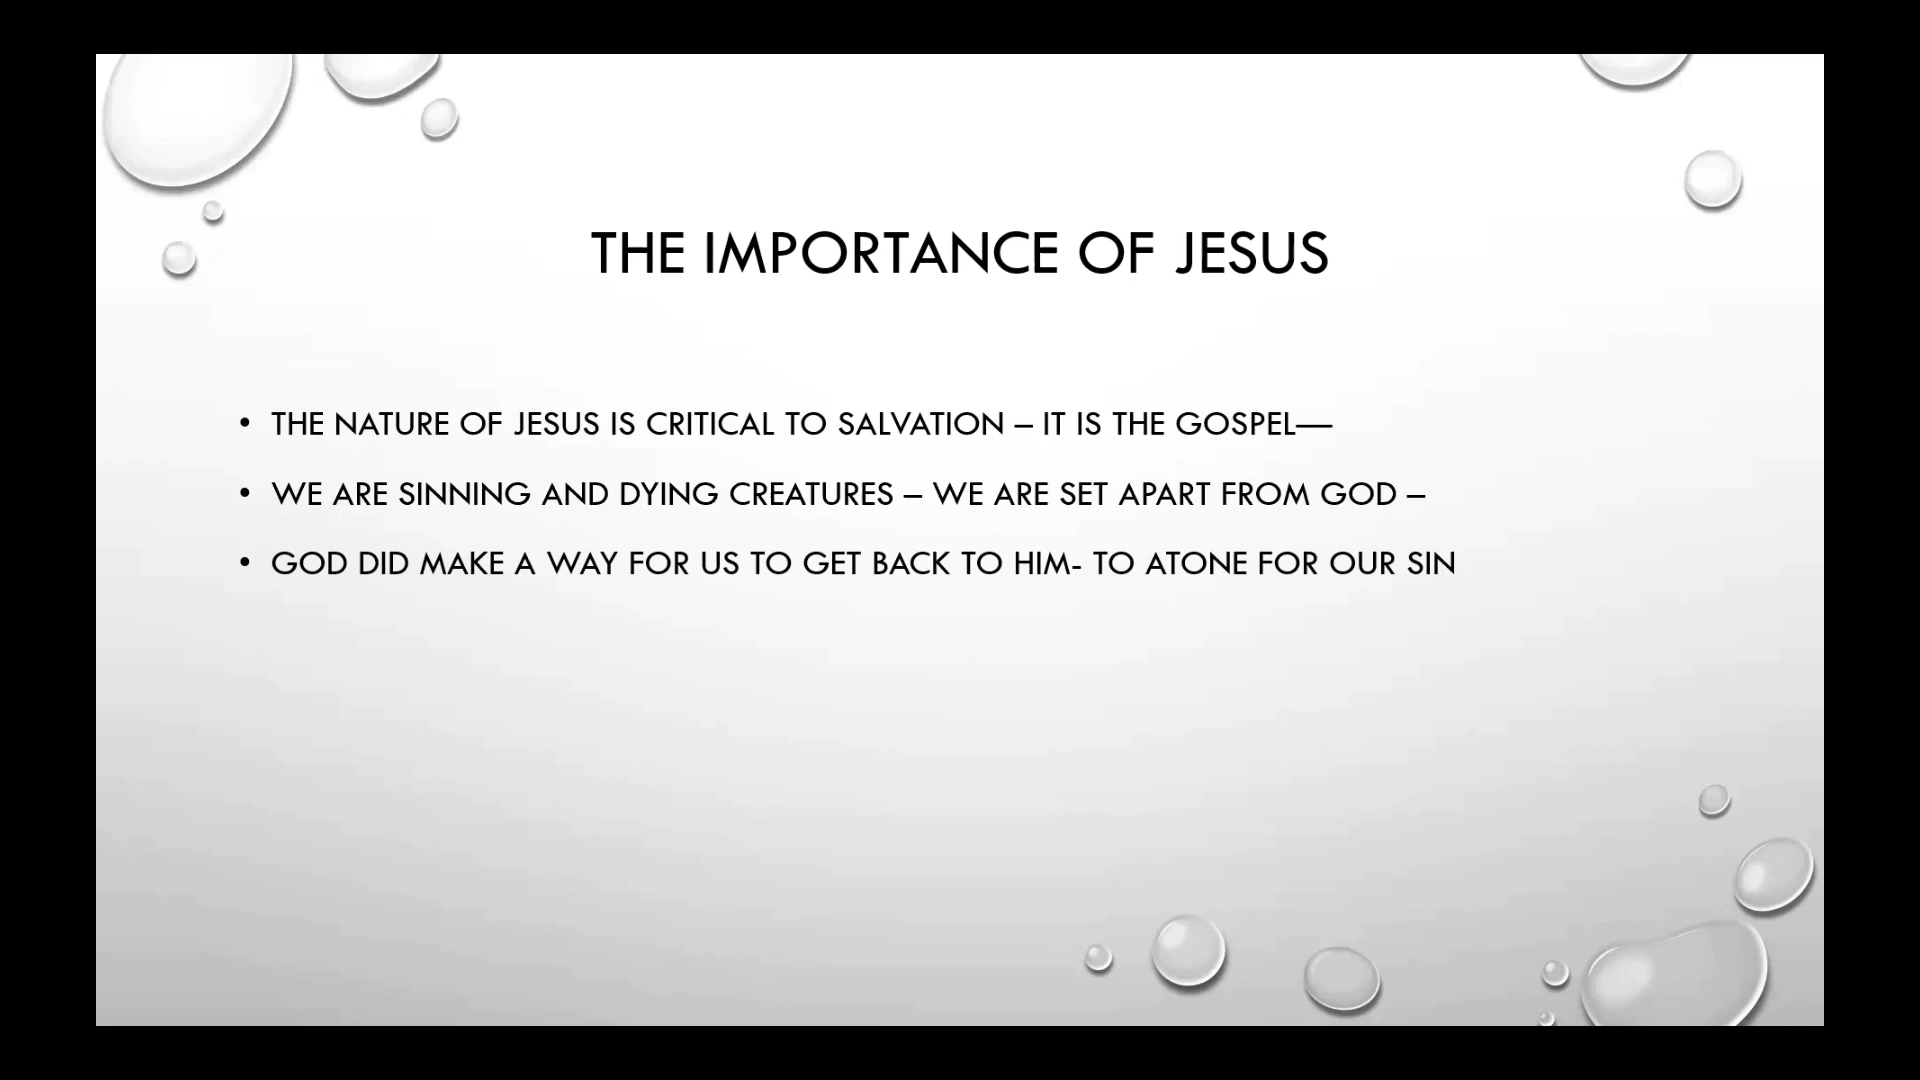 THE IMPORTANCE OF JESUS
• THE NATURE OF JESUS IS CRITICAL TO SALVATION – IT IS THE GOSPEL—
• WE ARE SINNING AND DYING CREATURES – WE ARE SET APART FROM GOD –
• GOD DID MAKE A WAY FOR US TO GET BACK TO HIM- TO ATONE FOR OUR SIN